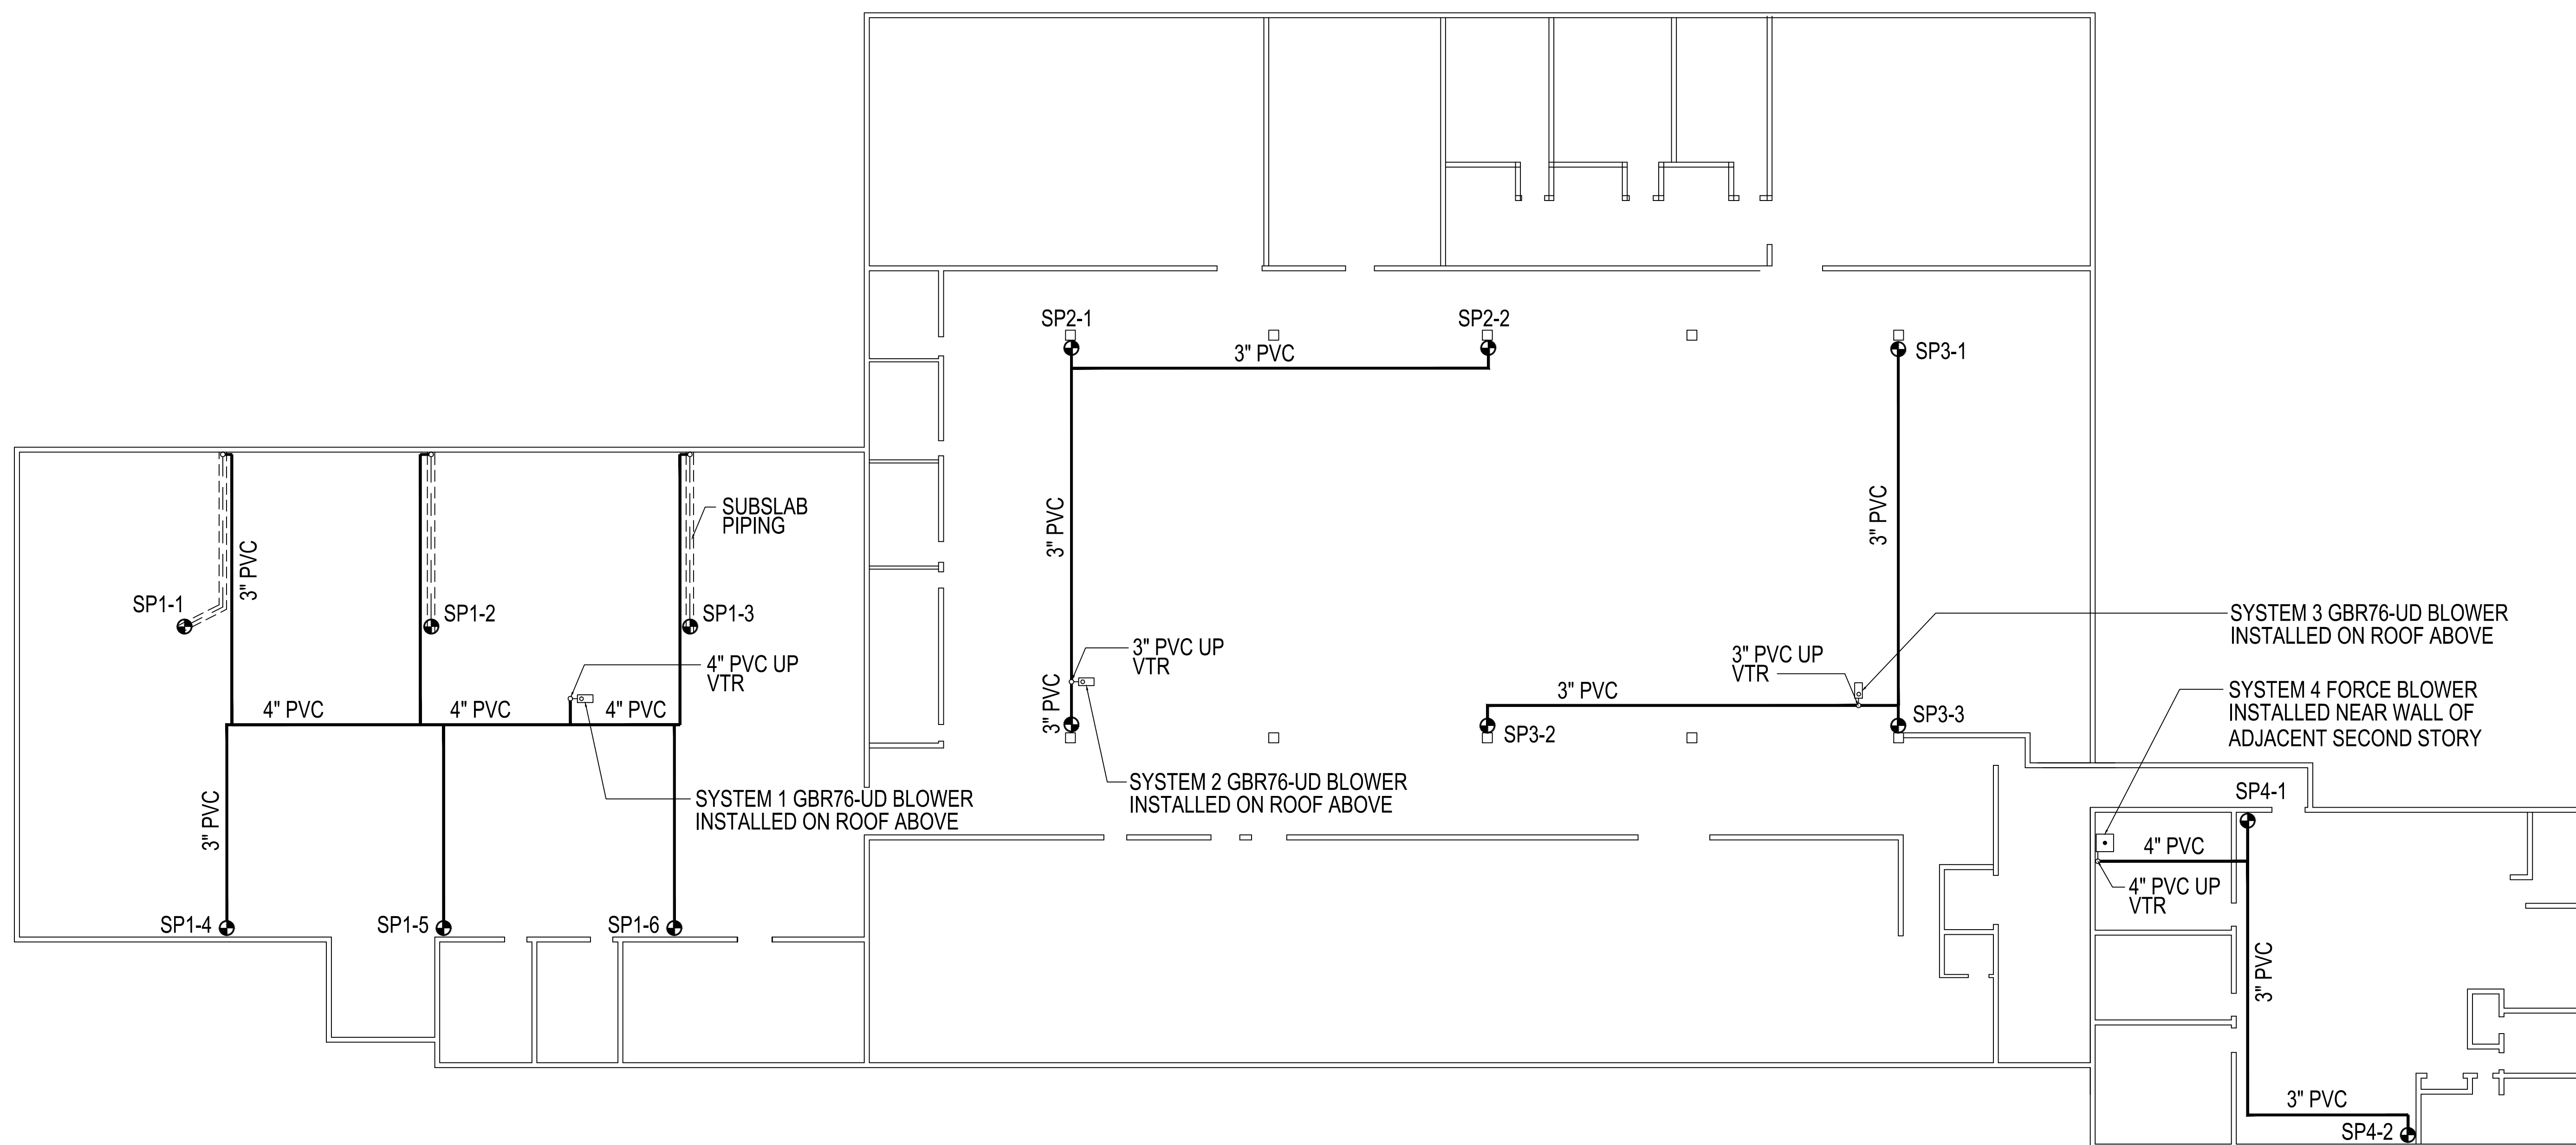 SP2-1
SP2-2
3" PVC
SP3-1
3" PVC
3" PVC
SUBSLAB
PIPING
3" PVC
SP1-1
SP1-2
SP1-3
4" PVC UP
VTR
4" PVC
4" PVC
4" PVC
3" PVC
SP1-4
SP1-5
SP1-6
SYSTEM 1 GBR76-UD BLOWER
INSTALLED ON ROOF ABOVE
3" PVC UP
VTR
3" PVC
SYSTEM 2 GBR76-UD BLOWER
INSTALLED ON ROOF ABOVE
3" PVC
3" PVC UP
VTR
SP3-2
SP3-3
SYSTEM 3 GBR76-UD BLOWER
INSTALLED ON ROOF ABOVE
SYSTEM 4 FORCE BLOWER
INSTALLED NEAR WALL OF
ADJACENT SECOND STORY
SP4-1
4" PVC
4" PVC UP
VTR
3" PVC
3" PVC
SP4-2